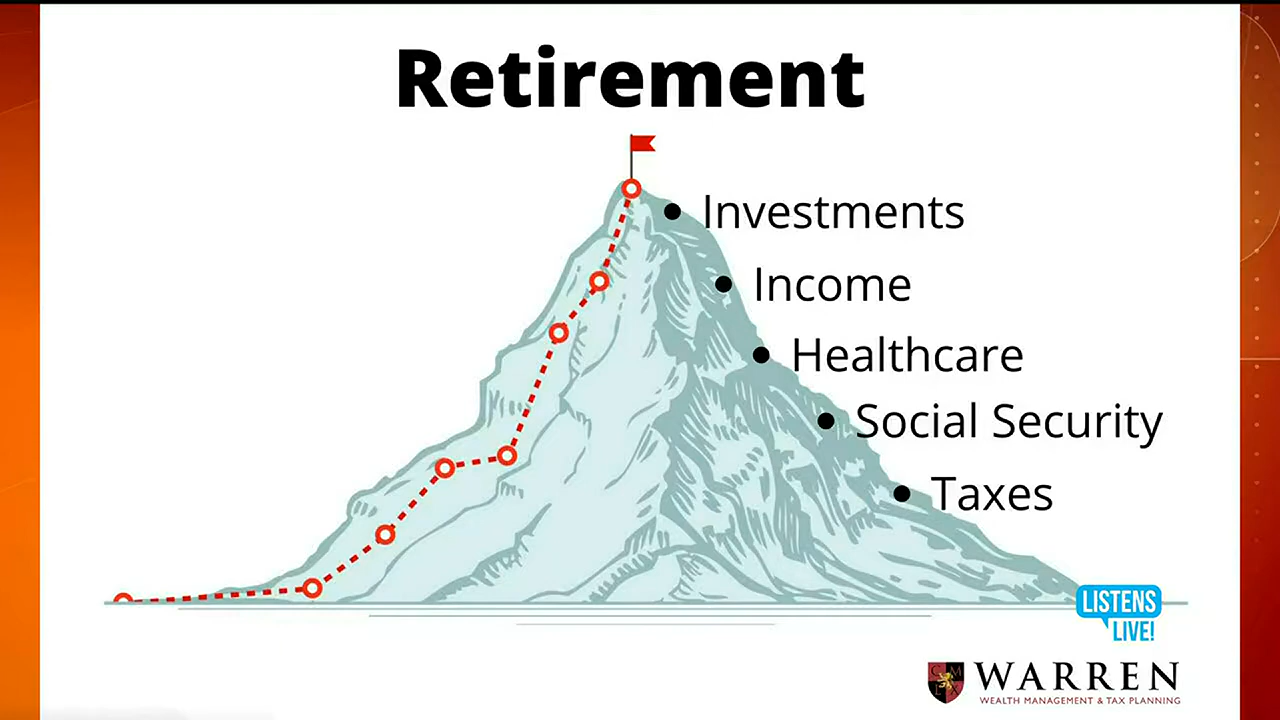 Retirement
Investments
Income
Healthcare
Social Security
Taxes
LISTENS
LIVE!
WARREN
WEALTH MANAGEMENT & TAX PLANNING